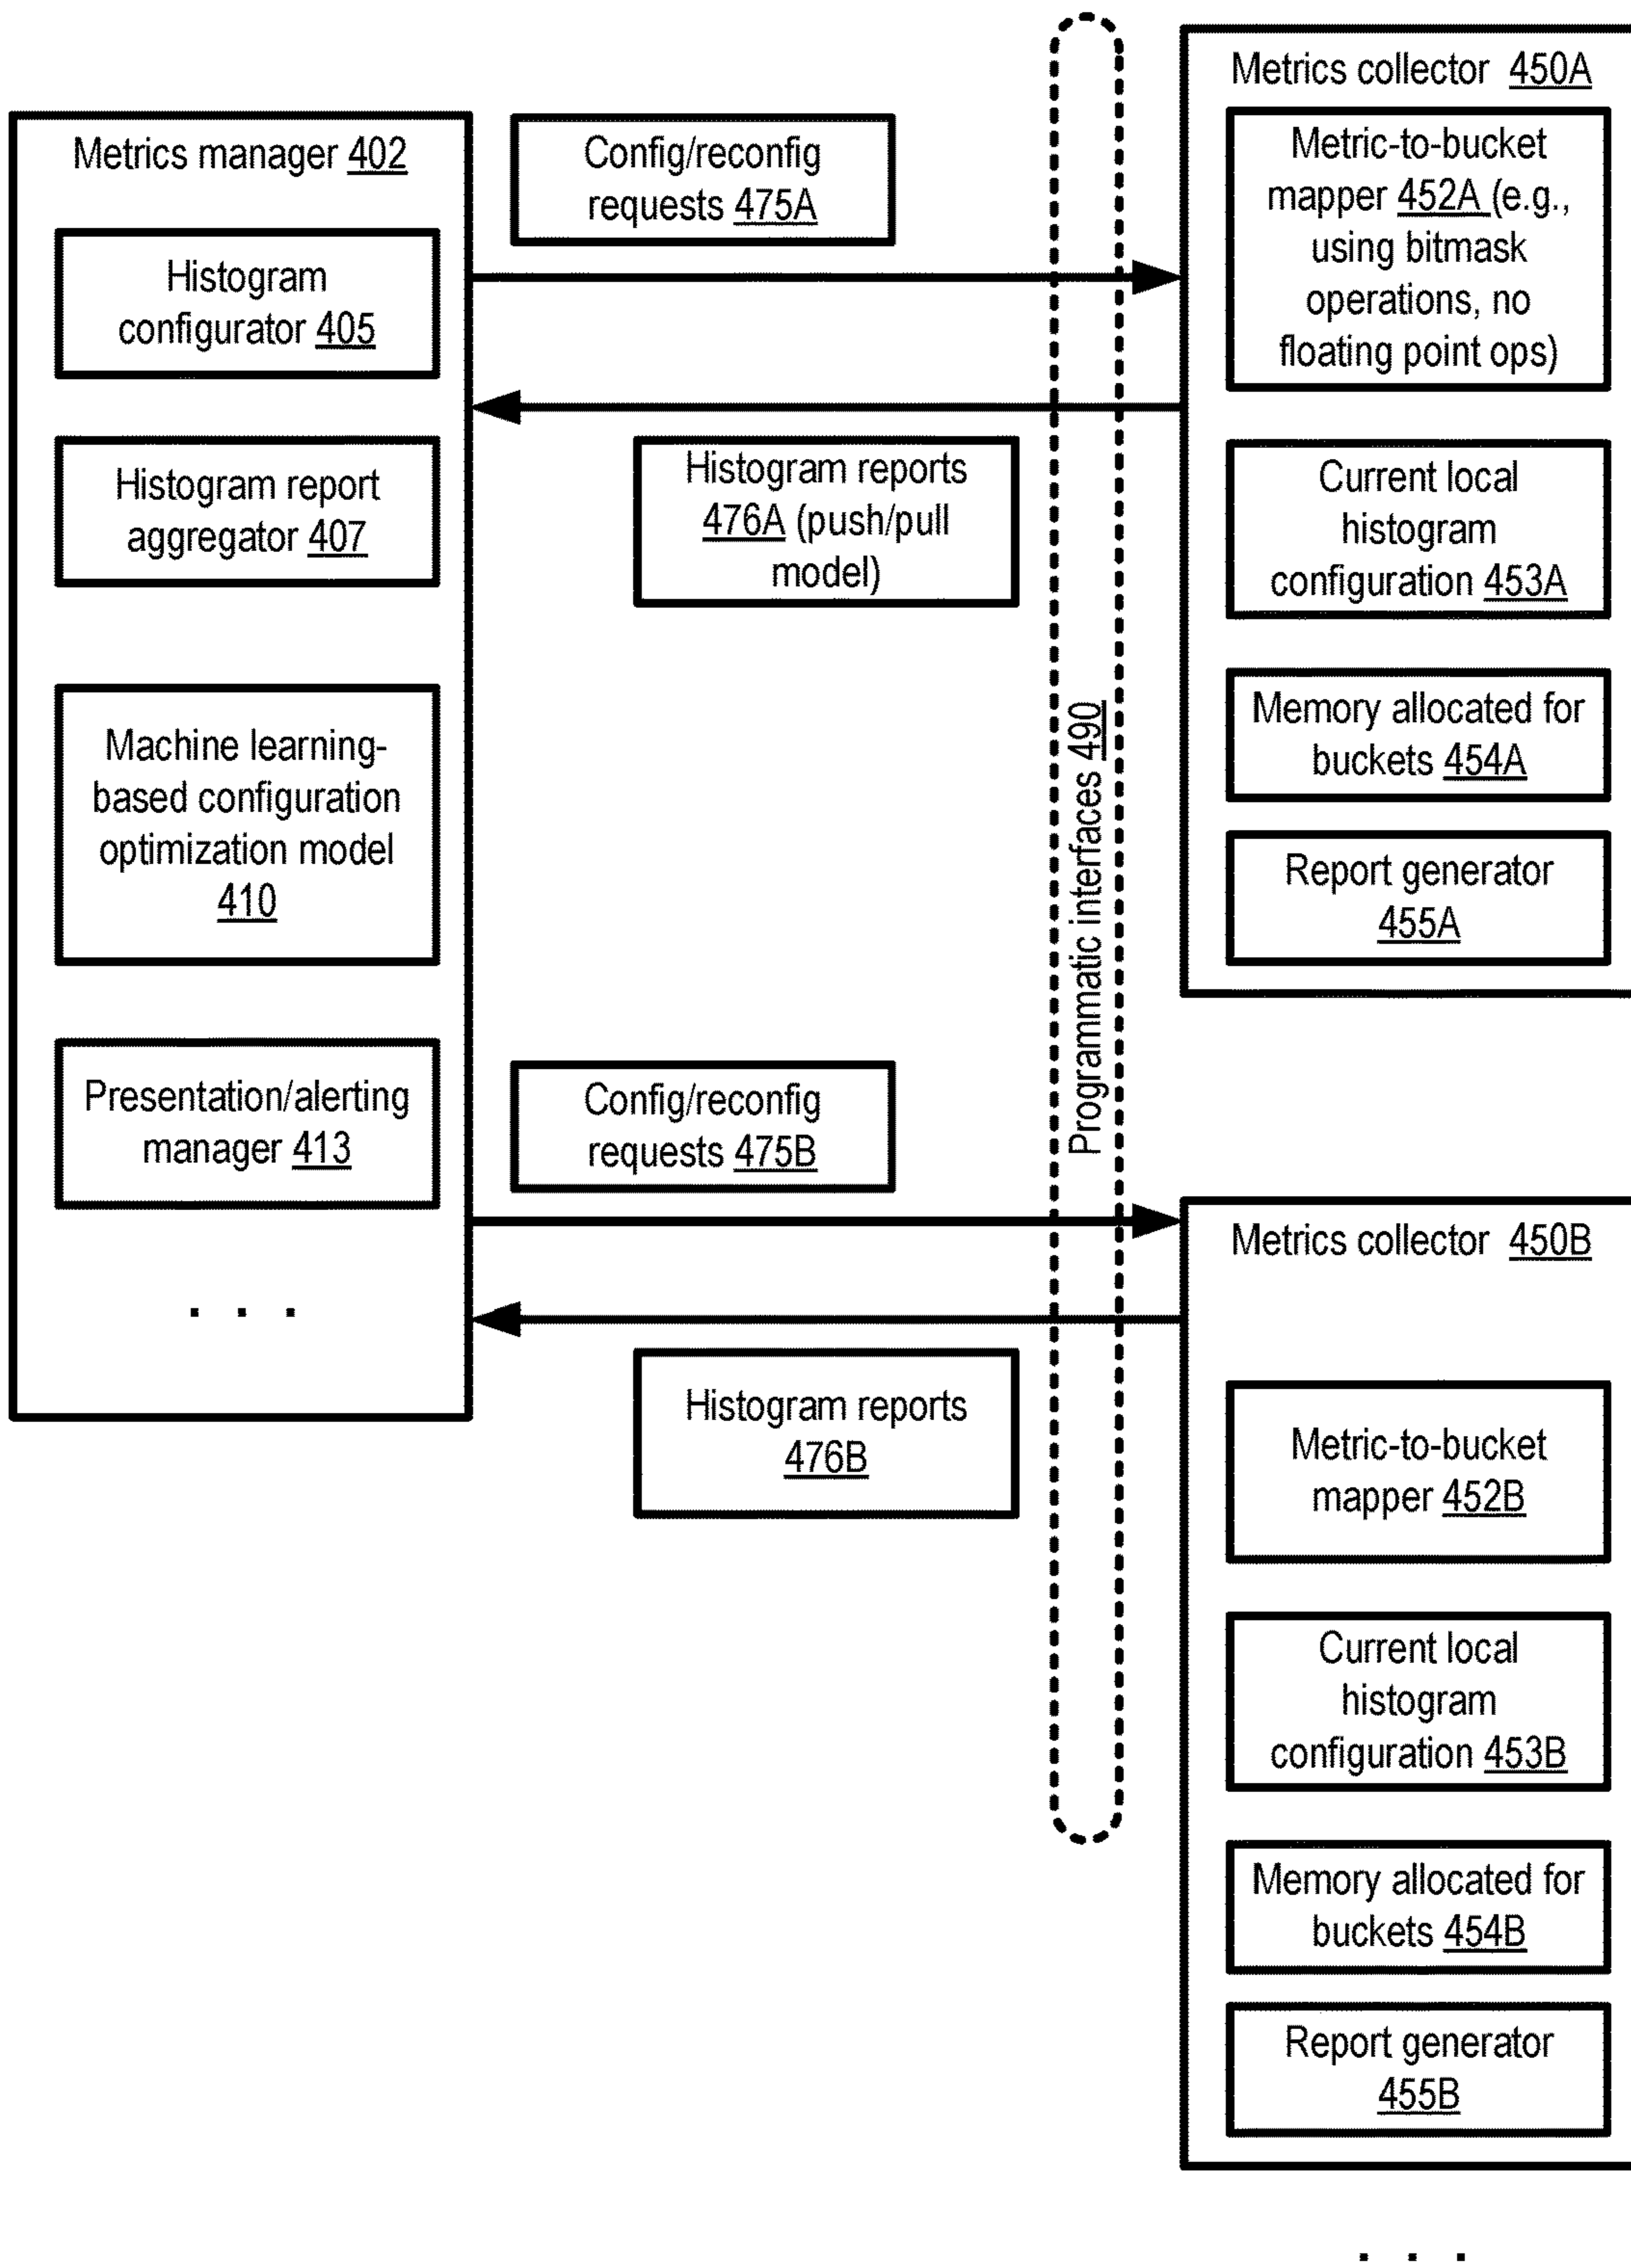 Metrics manager 402
Histogram
configurator 405
Histogram report
aggregator 407
Machine learning-
based configuration
optimization model
410
Presentation/alerting
manager 413
. . .
Config/reconfig
requests 475A
Histogram reports
476A (push/pull
model)
Config/reconfig
requests 475B
Histogram reports
476B
Programmatic interfaces 490
Metrics collector 450A
Metric-to-bucket
mapper 452A (e.g.,
using bitmask
operations, no
floating point ops)
Current local
histogram
configuration 453A
Memory allocated for
buckets 454A
Report generator
455A
Metrics collector 450B
Metric-to-bucket
mapper 452B
Current local
histogram
configuration 453B
Memory allocated for
buckets 454B
Report generator
455B
. . .